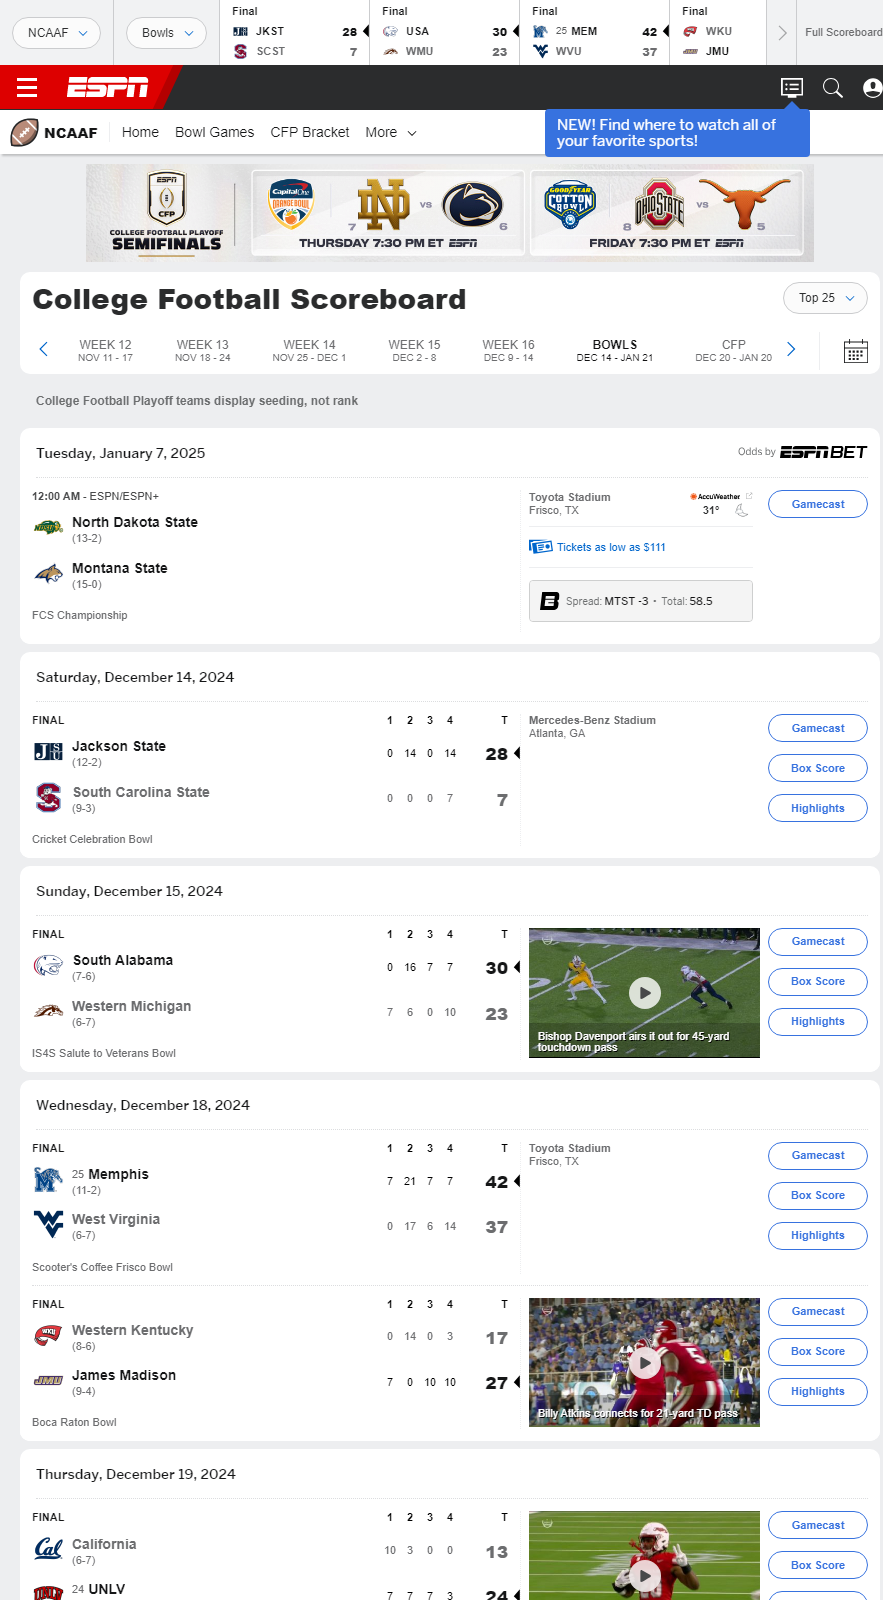 NCAAF
Bowls
Final
JKST 28
SCST 7
Final
USA 30
WMU 23
Final
25 MEM 42
WVU 37
Final
WKU
JMU
Full Scoreboard
ESPN
NEW! Find where to watch all of
your favorite sports!
NCAAF
Home
Bowl Games
CFP Bracket
More
ESPN
CFP
COLLEGE FOOTBALL PLAYOFF
SEMIFINALS
Capital One
ORANGE BOWL
7 ND VS 6
THURSDAY 7:30 PM ET ESPN
GOODYEAR
COTTON BOWL
8 OHIO STATE VS 5
FRIDAY 7:30 PM ET ESPN
College Football Scoreboard
Top 25
WEEK 12
NOV 11 - 17
WEEK 13
NOV 18 - 24
WEEK 14
NOV 25 - DEC 1
WEEK 15
DEC 2 - 8
WEEK 16
DEC 9 - 14
BOWLS
DEC 14 - JAN 21
CFP
DEC 20 - JAN 20
College Football Playoff teams display seeding, not rank
Tuesday, January 7, 2025
Odds by ESPN BET
12:00 AM - ESPN/ESPN+
North Dakota State
(13-2)
Montana State
(15-0)
FCS Championship
Toyota Stadium
Frisco, TX
AccuWeather
31°
Tickets as low as $111
Spread: MTST -3 • Total: 58.5
Gamecast
Saturday, December 14, 2024
FINAL 1 2 3 4 T
Jackson State
(12-2)
0 14 0 14 28
South Carolina State
(9-3)
0 0 0 7 7
Cricket Celebration Bowl
Mercedes-Benz Stadium
Atlanta, GA
Gamecast
Box Score
Highlights
Sunday, December 15, 2024
FINAL 1 2 3 4 T
South Alabama
(7-6)
0 16 7 7 30
Western Michigan
(6-7)
7 6 0 10 23
IS4S Salute to Veterans Bowl
Bishop Davenport airs it out for 45-yard
touchdown pass
Gamecast
Box Score
Highlights
Wednesday, December 18, 2024
FINAL 1 2 3 4 T
25 Memphis
(11-2)
7 21 7 7 42
West Virginia
(6-7)
0 17 6 14 37
Scooter's Coffee Frisco Bowl
Toyota Stadium
Frisco, TX
Gamecast
Box Score
Highlights
FINAL 1 2 3 4 T
Western Kentucky
(8-6)
0 14 0 3 17
James Madison
(9-4)
7 0 10 10 27
Boca Raton Bowl
Billy Atkins connects for 21-yard TD pass
Gamecast
Box Score
Highlights
Thursday, December 19, 2024
FINAL 1 2 3 4 T
California
(6-7)
10 3 0 0 13
24 UNLV
7 7 7 3 24
Gamecast
Box Score